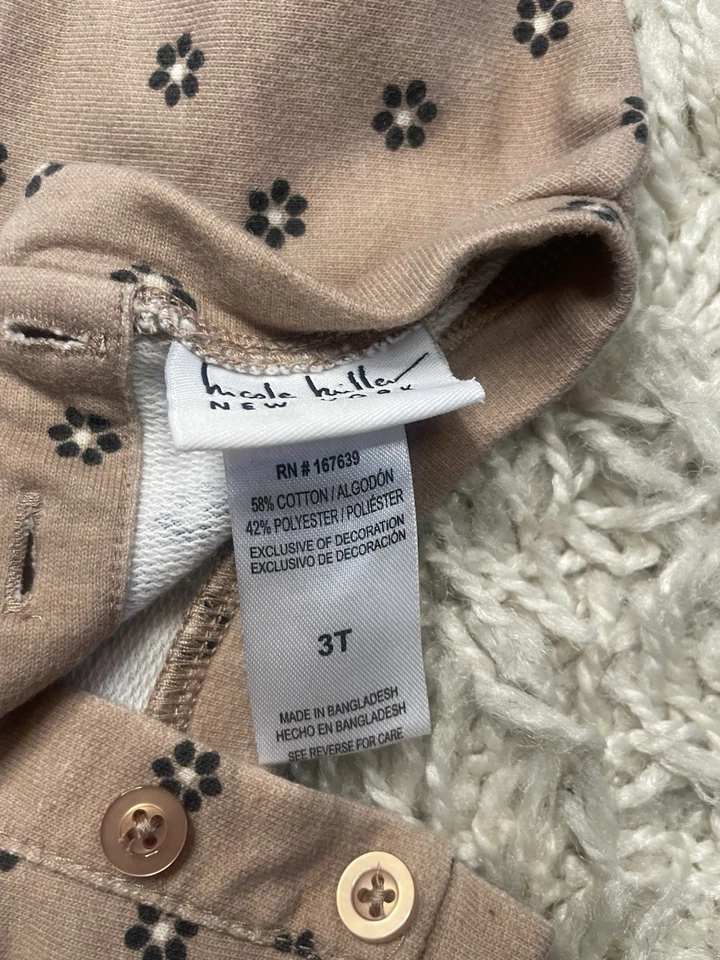 nicole miller
NEW YORK
RN # 167639
58% COTTON / ALGODÓN
42% POLYESTER / POLIÉSTER
EXCLUSIVE OF DECORATION
EXCLUSIVO DE DECORACIÓN
3T
MADE IN BANGLADESH
HECHO EN BANGLADESH
SEE REVERSE FOR CARE